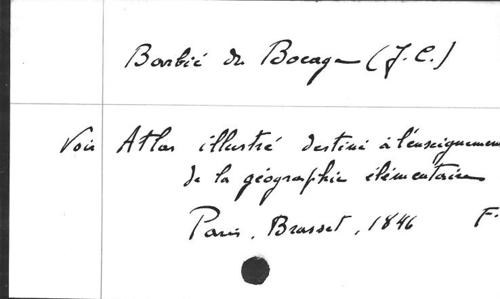 Barbié du Bocage (J. C.)
Voir Atlas illustré destiné à l'enseignemen
de la géographie élémentaire
Paris, Brasset, 1846 F.